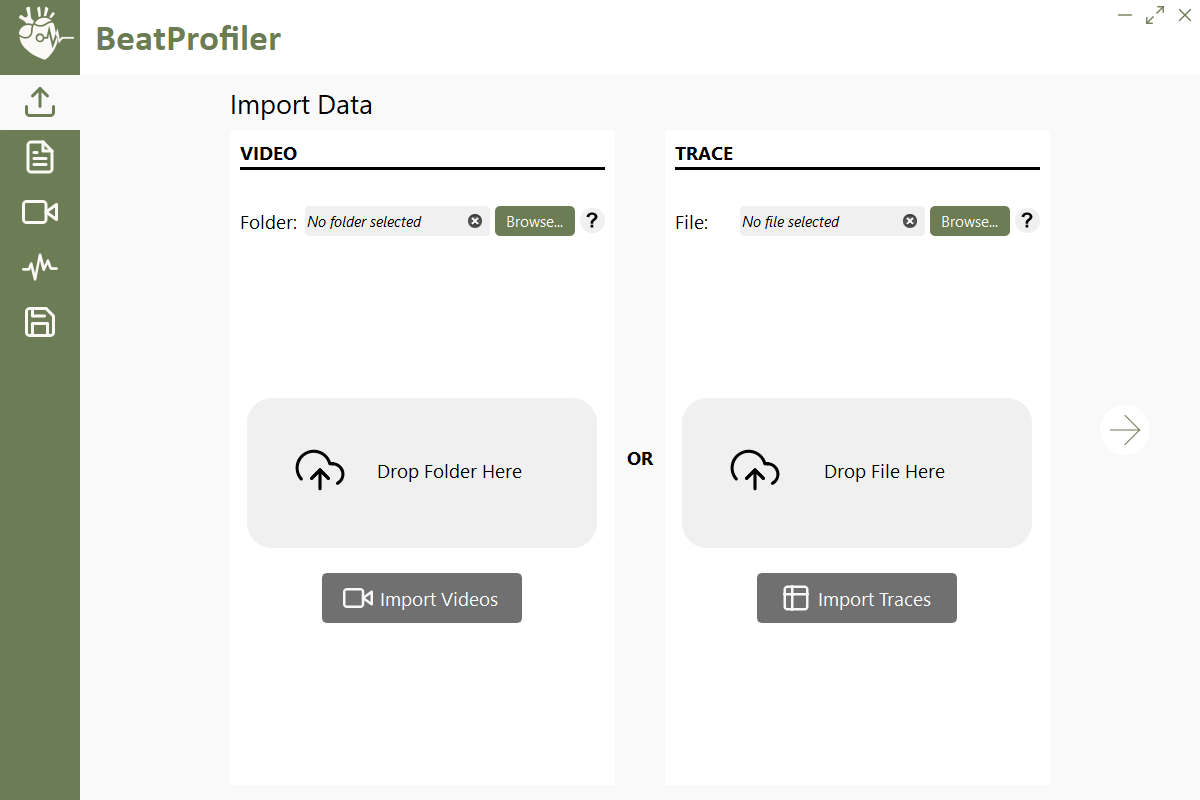 BeatProfiler
Import Data
VIDEO
Folder: No folder selected Browse... ?
Drop Folder Here
Import Videos
OR
TRACE
File: No file selected Browse... ?
Drop File Here
Import Traces